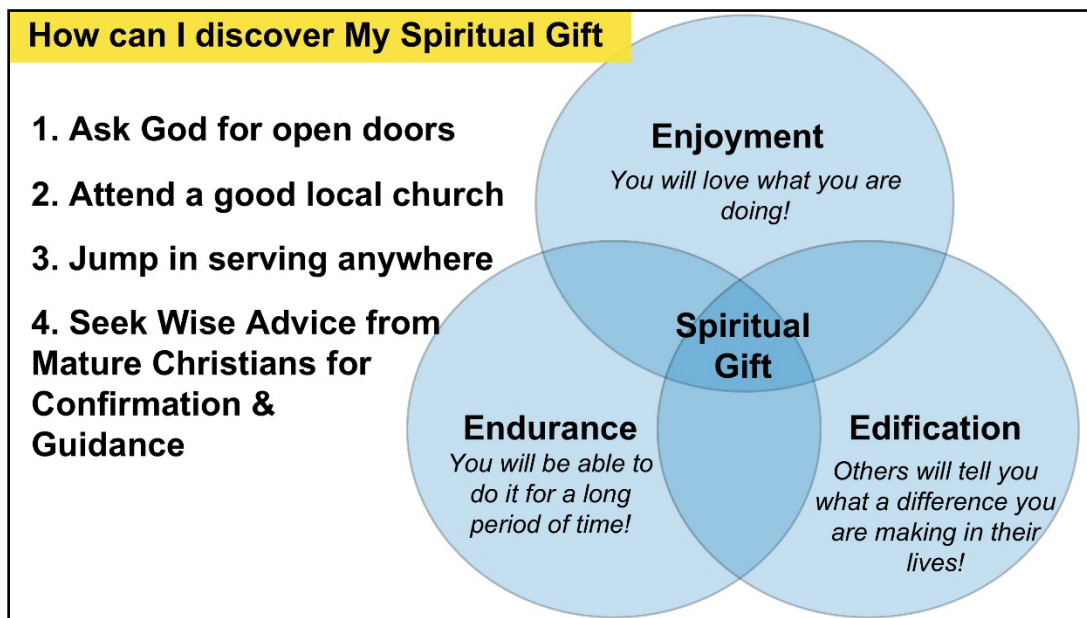 How can I discover My Spiritual Gift
1. Ask God for open doors
2. Attend a good local church
3. Jump in serving anywhere
4. Seek Wise Advice from
Mature Christians for
Confirmation &
Guidance
Enjoyment
You will love what you are
doing!
Spiritual
Gift
Endurance
You will be able to
do it for a long
period of time!
Edification
Others will tell you
what a difference you
are making in their
lives!